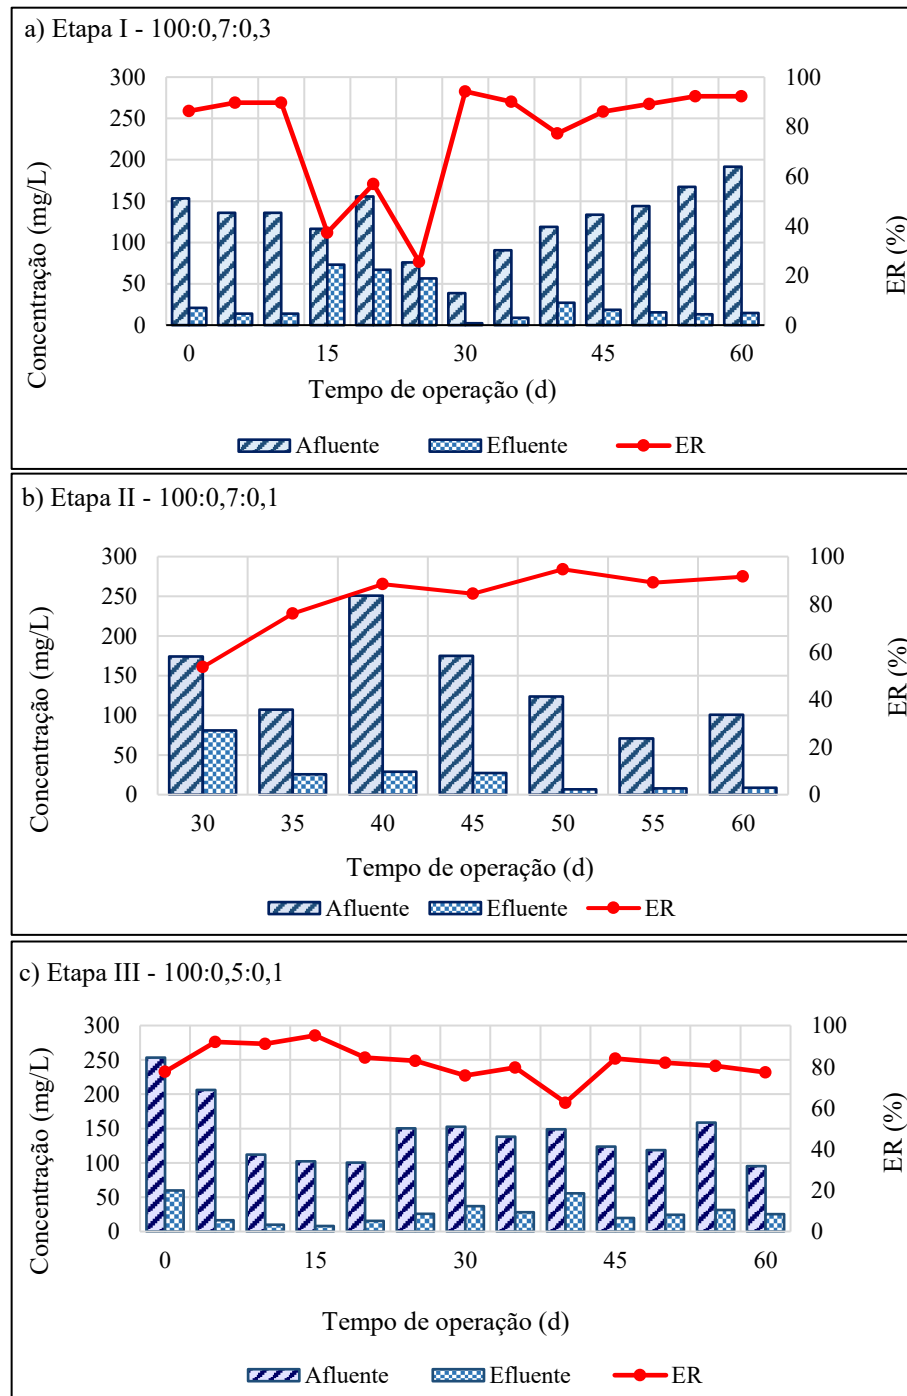 a) Etapa I - 100:0,7:0,3
300 100
250 80
200
60
150
40
100
50 20
0 0
0 15 30 45 60
Concentração (mg/L)
ER (%)
Tempo de operação (d)
Afluente Efluente ER
b) Etapa II - 100:0,7:0,1
300 100
250 80
200
60
150
40
100
50 20
0 0
30 35 40 45 50 55 60
Concentração (mg/L)
ER (%)
Tempo de operação (d)
Afluente Efluente ER
c) Etapa III - 100:0,5:0,1
300 100
250 80
200
60
150
40
100
50 20
0 0
0 15 30 45 60
Concentração (mg/L)
ER (%)
Tempo de operação (d)
Afluente Efluente ER